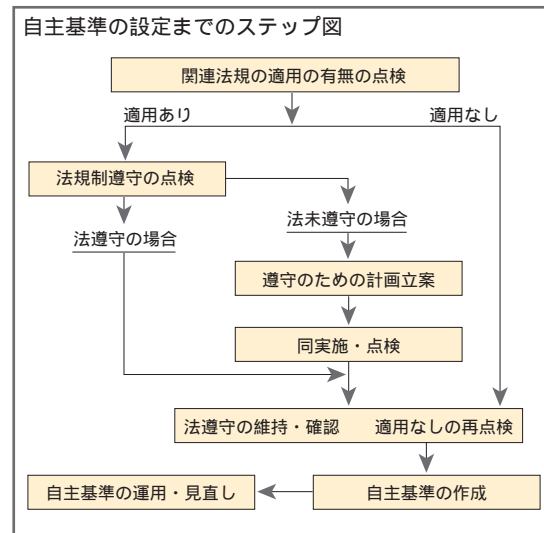 自主基準の設定までのステップ図
関連法規の適用の有無の点検
適用あり
適用なし
法規制遵守の点検
法遵守の場合
法未遵守の場合
遵守のための計画立案
同実施・点検
法遵守の維持・確認　適用なしの再点検
自主基準の作成
自主基準の運用・見直し